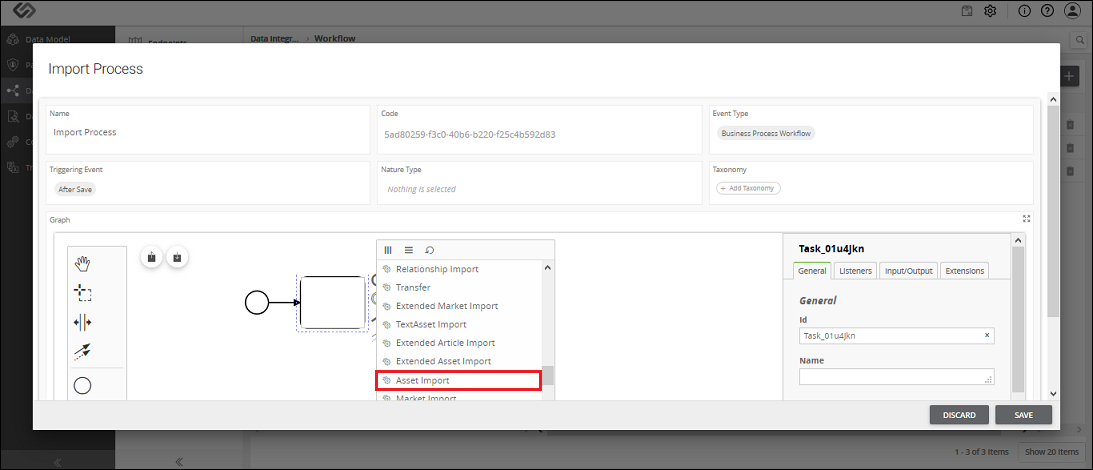 Data Model
Endpoints
Data Integr... › Workflow
Import Process
Name
Code
Event Type
Import Process
5ad80259-f3c0-40b6-b220-f25c4b592d83
Business Process Workflow
Triggering Event
Nature Type
Taxonomy
After Save
Nothing is selected
+ Add Taxonomy
Graph
Relationship Import
Transfer
Extended Market Import
TextAsset Import
Extended Article Import
Extended Asset Import
Asset Import
Market Import
Task_01u4jkn
General
Listeners
Input/Output
Extensions
General
Id
Task_01u4jkn
×
Name
DISCARD
SAVE
1 - 3 of 3 Items
Show 20 Items